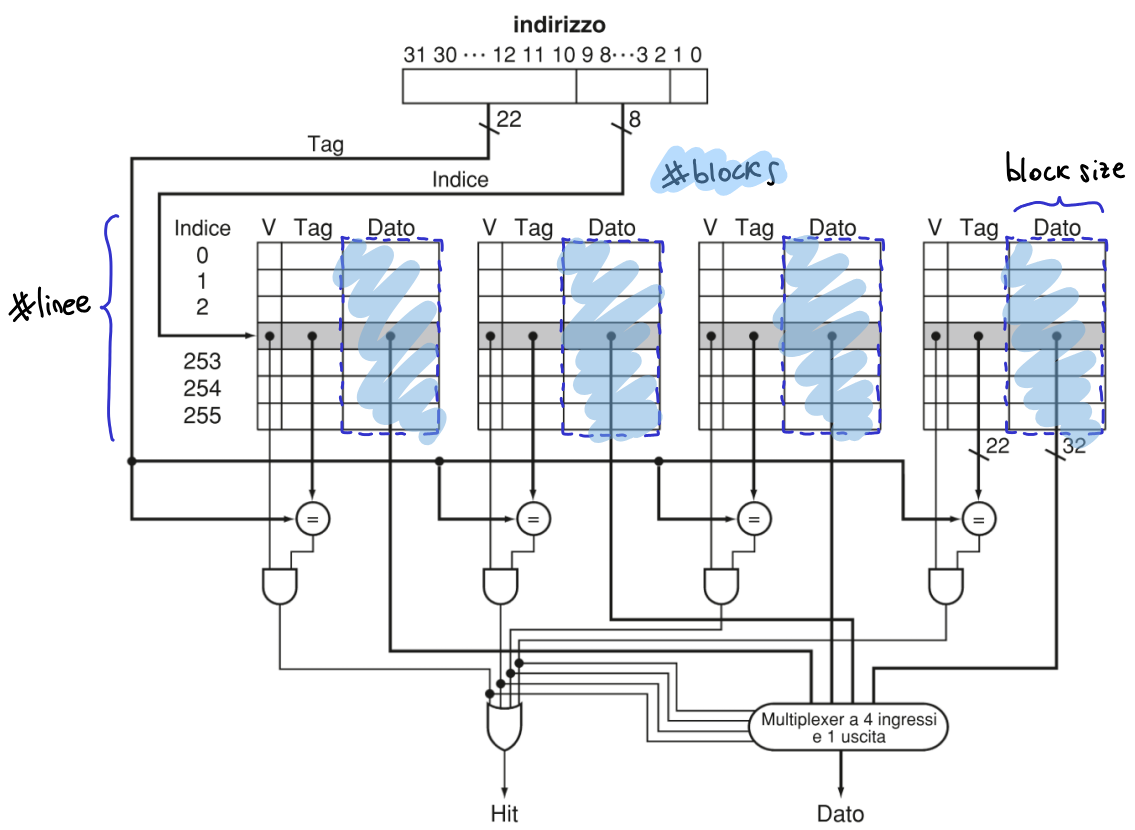 indirizzo
31 30 ··· 12 11 10 9 8···3 2 1 0
22
8
Tag
Indice
#blocks
block size
Indice V Tag Dato V Tag Dato V Tag Dato V Tag Dato
0
1
2
#linee
253
254
255
22
32
= = = =
Multiplexer a 4 ingressi
e 1 uscita
Hit
Dato